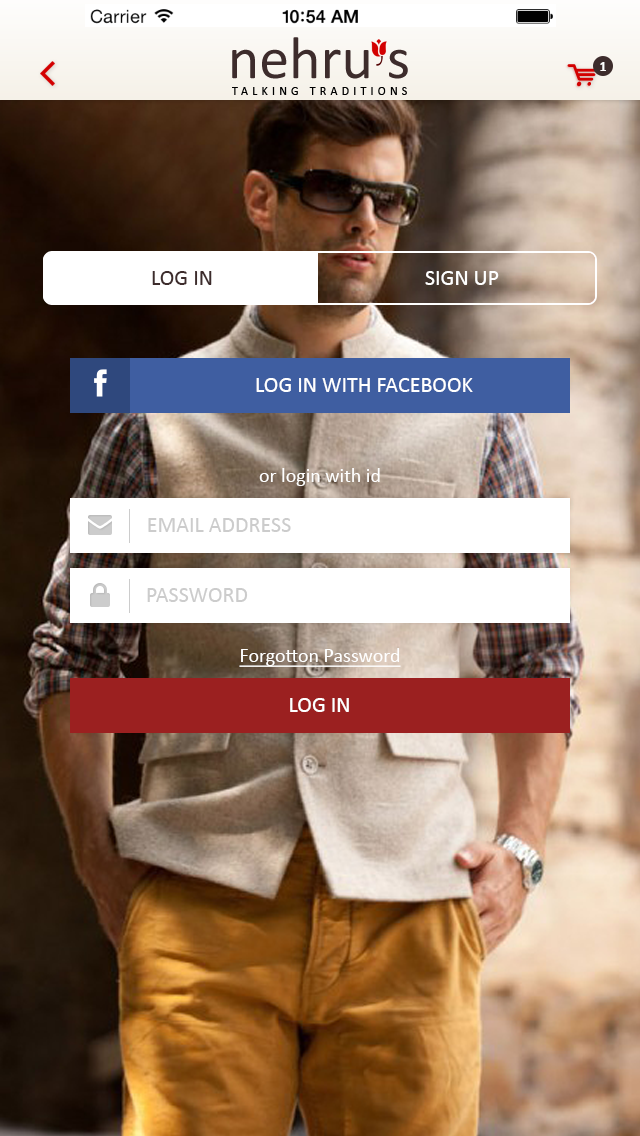 Carrier 10:54 AM
nehru's
1
TALKING TRADITIONS
LOG IN SIGN UP
f LOG IN WITH FACEBOOK
or login with id
EMAIL ADDRESS
PASSWORD
Forgotton Password
LOG IN